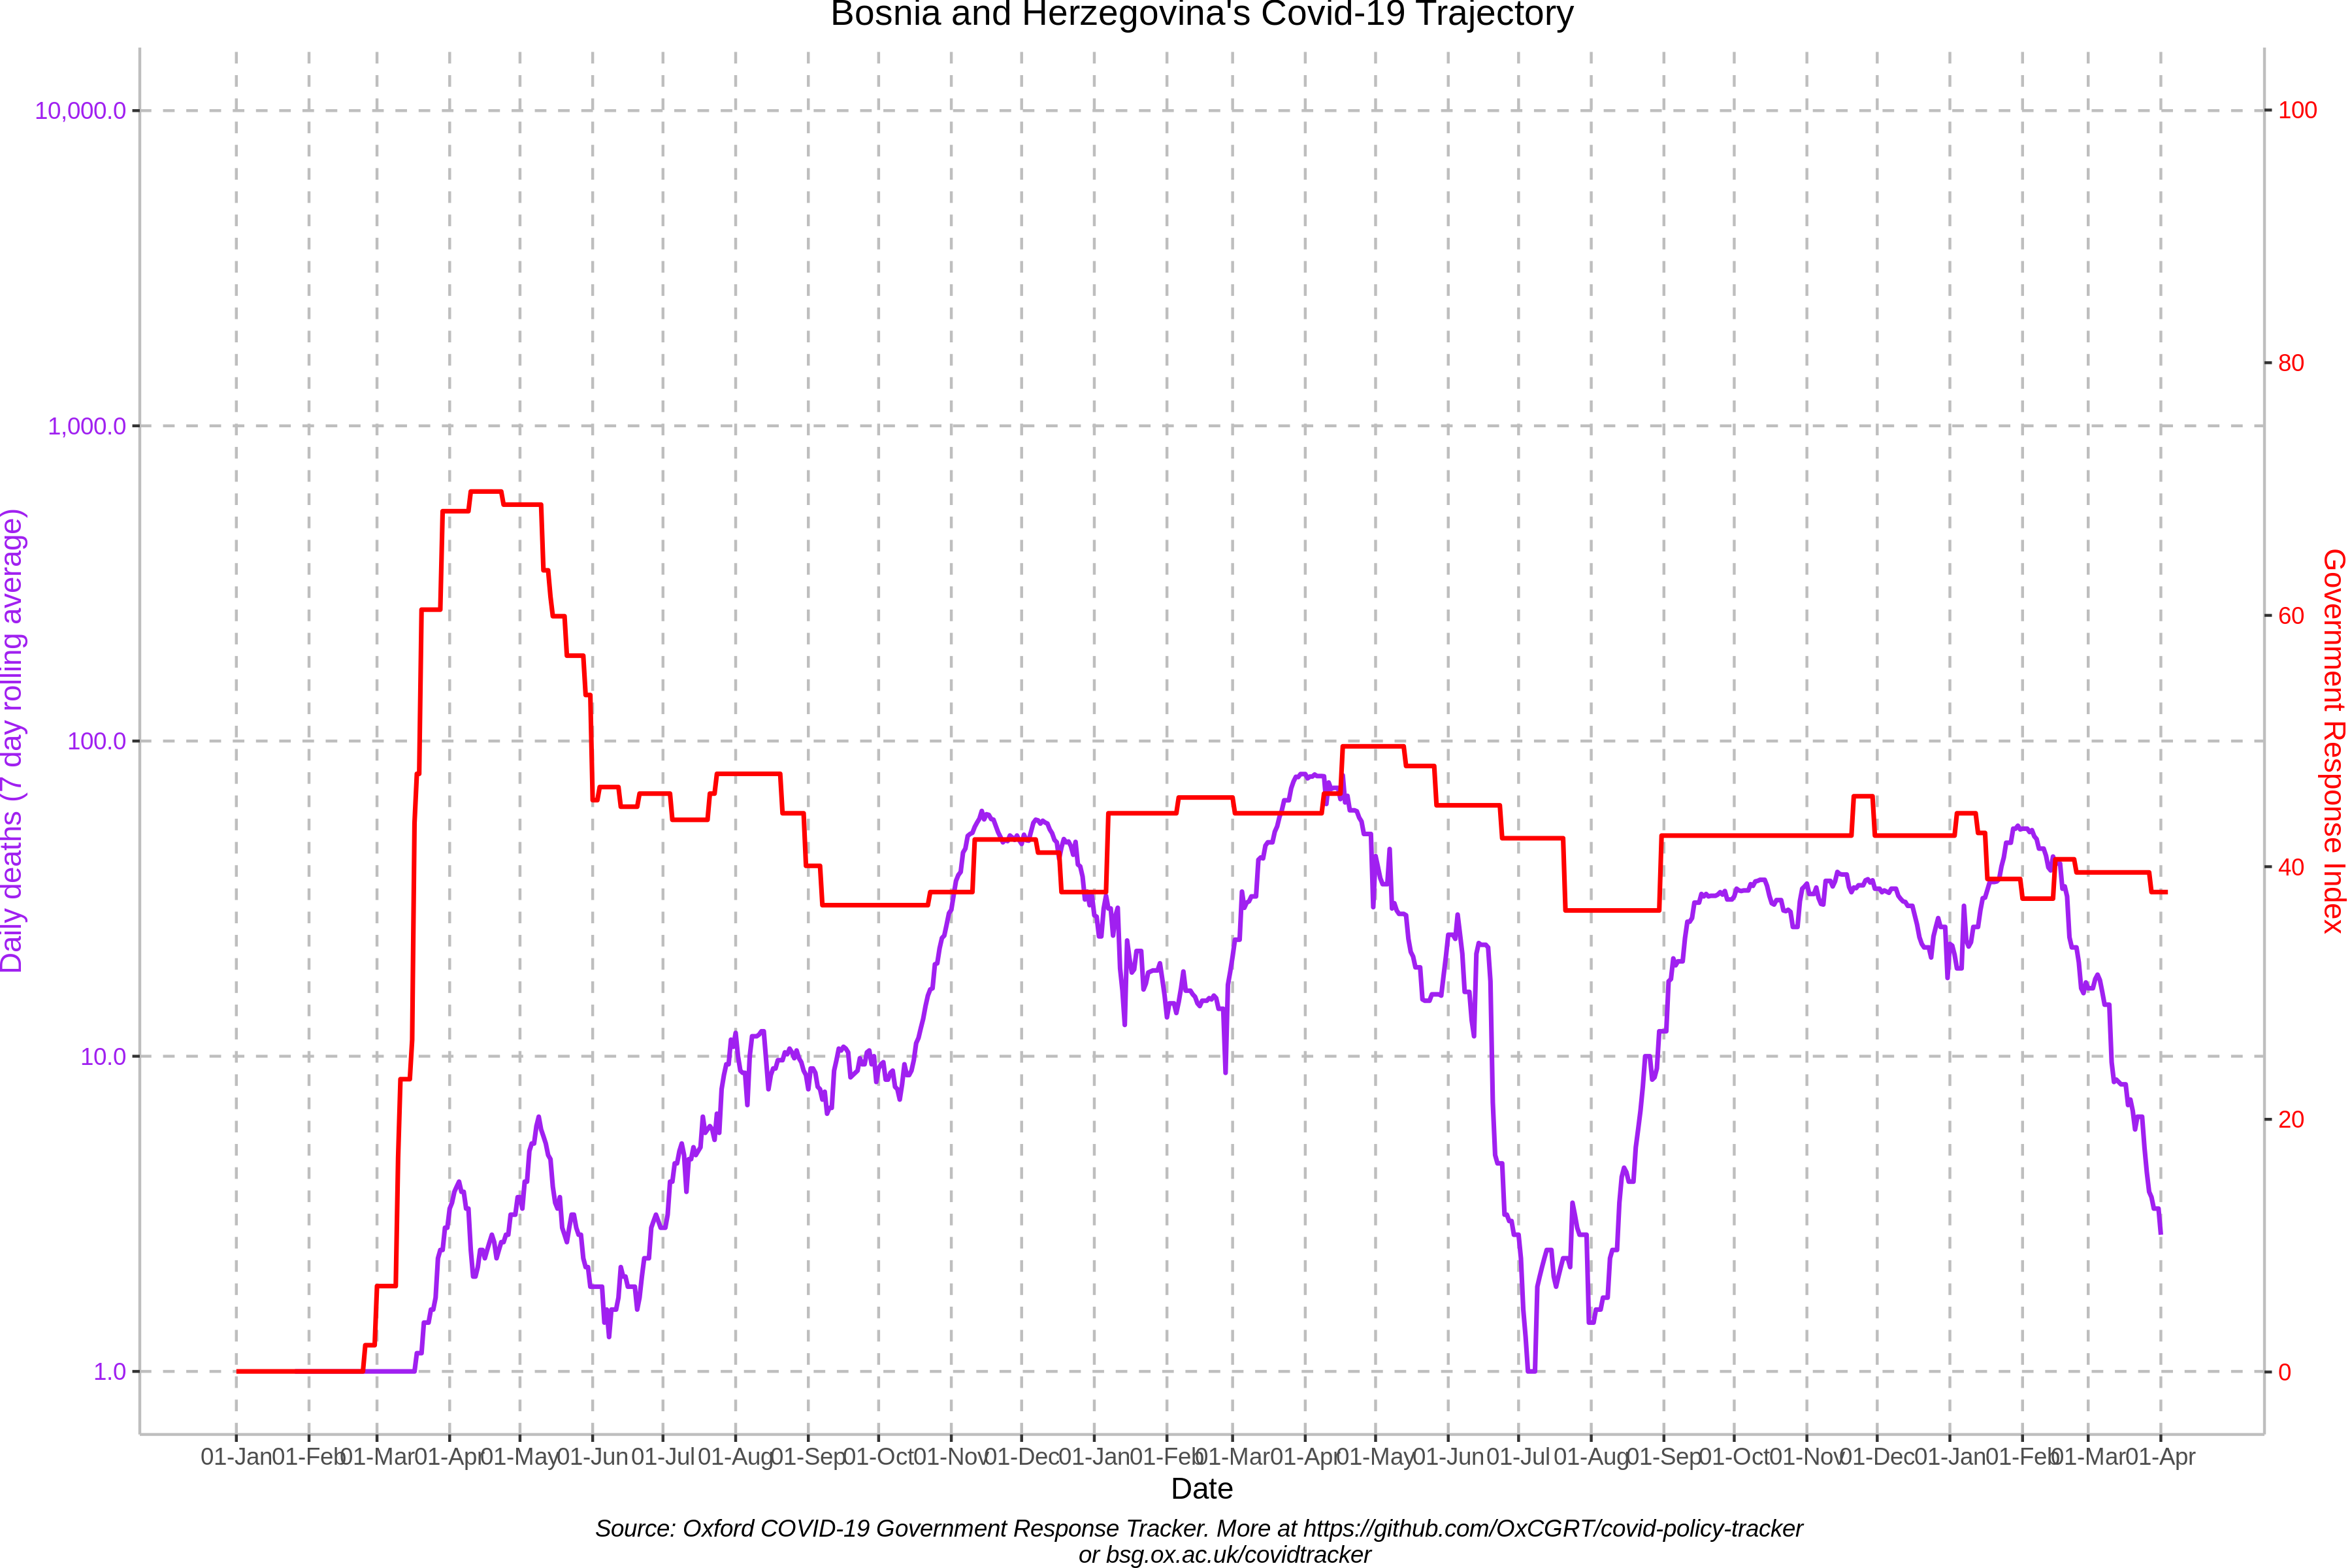 Bosnia and Herzegovina's Covid-19 Trajectory
Daily deaths (7 day rolling average)
10,000.0
1,000.0
100.0
10.0
1.0
100
80
60
40
20
0
Government Response Index
01-Jan 01-Feb 01-Mar 01-Apr 01-May 01-Jun 01-Jul 01-Aug 01-Sep 01-Oct 01-Nov 01-Dec 01-Jan 01-Feb 01-Mar 01-Apr 01-May 01-Jun 01-Jul 01-Aug 01-Sep 01-Oct 01-Nov 01-Dec 01-Jan 01-Feb 01-Mar 01-Apr
Date
Source: Oxford COVID-19 Government Response Tracker. More at https://github.com/OxCGRT/covid-policy-tracker
or bsg.ox.ac.uk/covidtracker